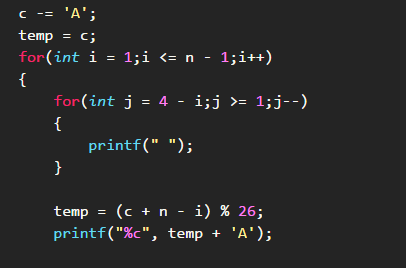 c -= 'A';
temp = c;
for(int i = 1;i <= n - 1;i++)
{
for(int j = 4 - i;j >= 1;j--)
{
printf(" ");
}
temp = (c + n - i) % 26;
printf("%c", temp + 'A');